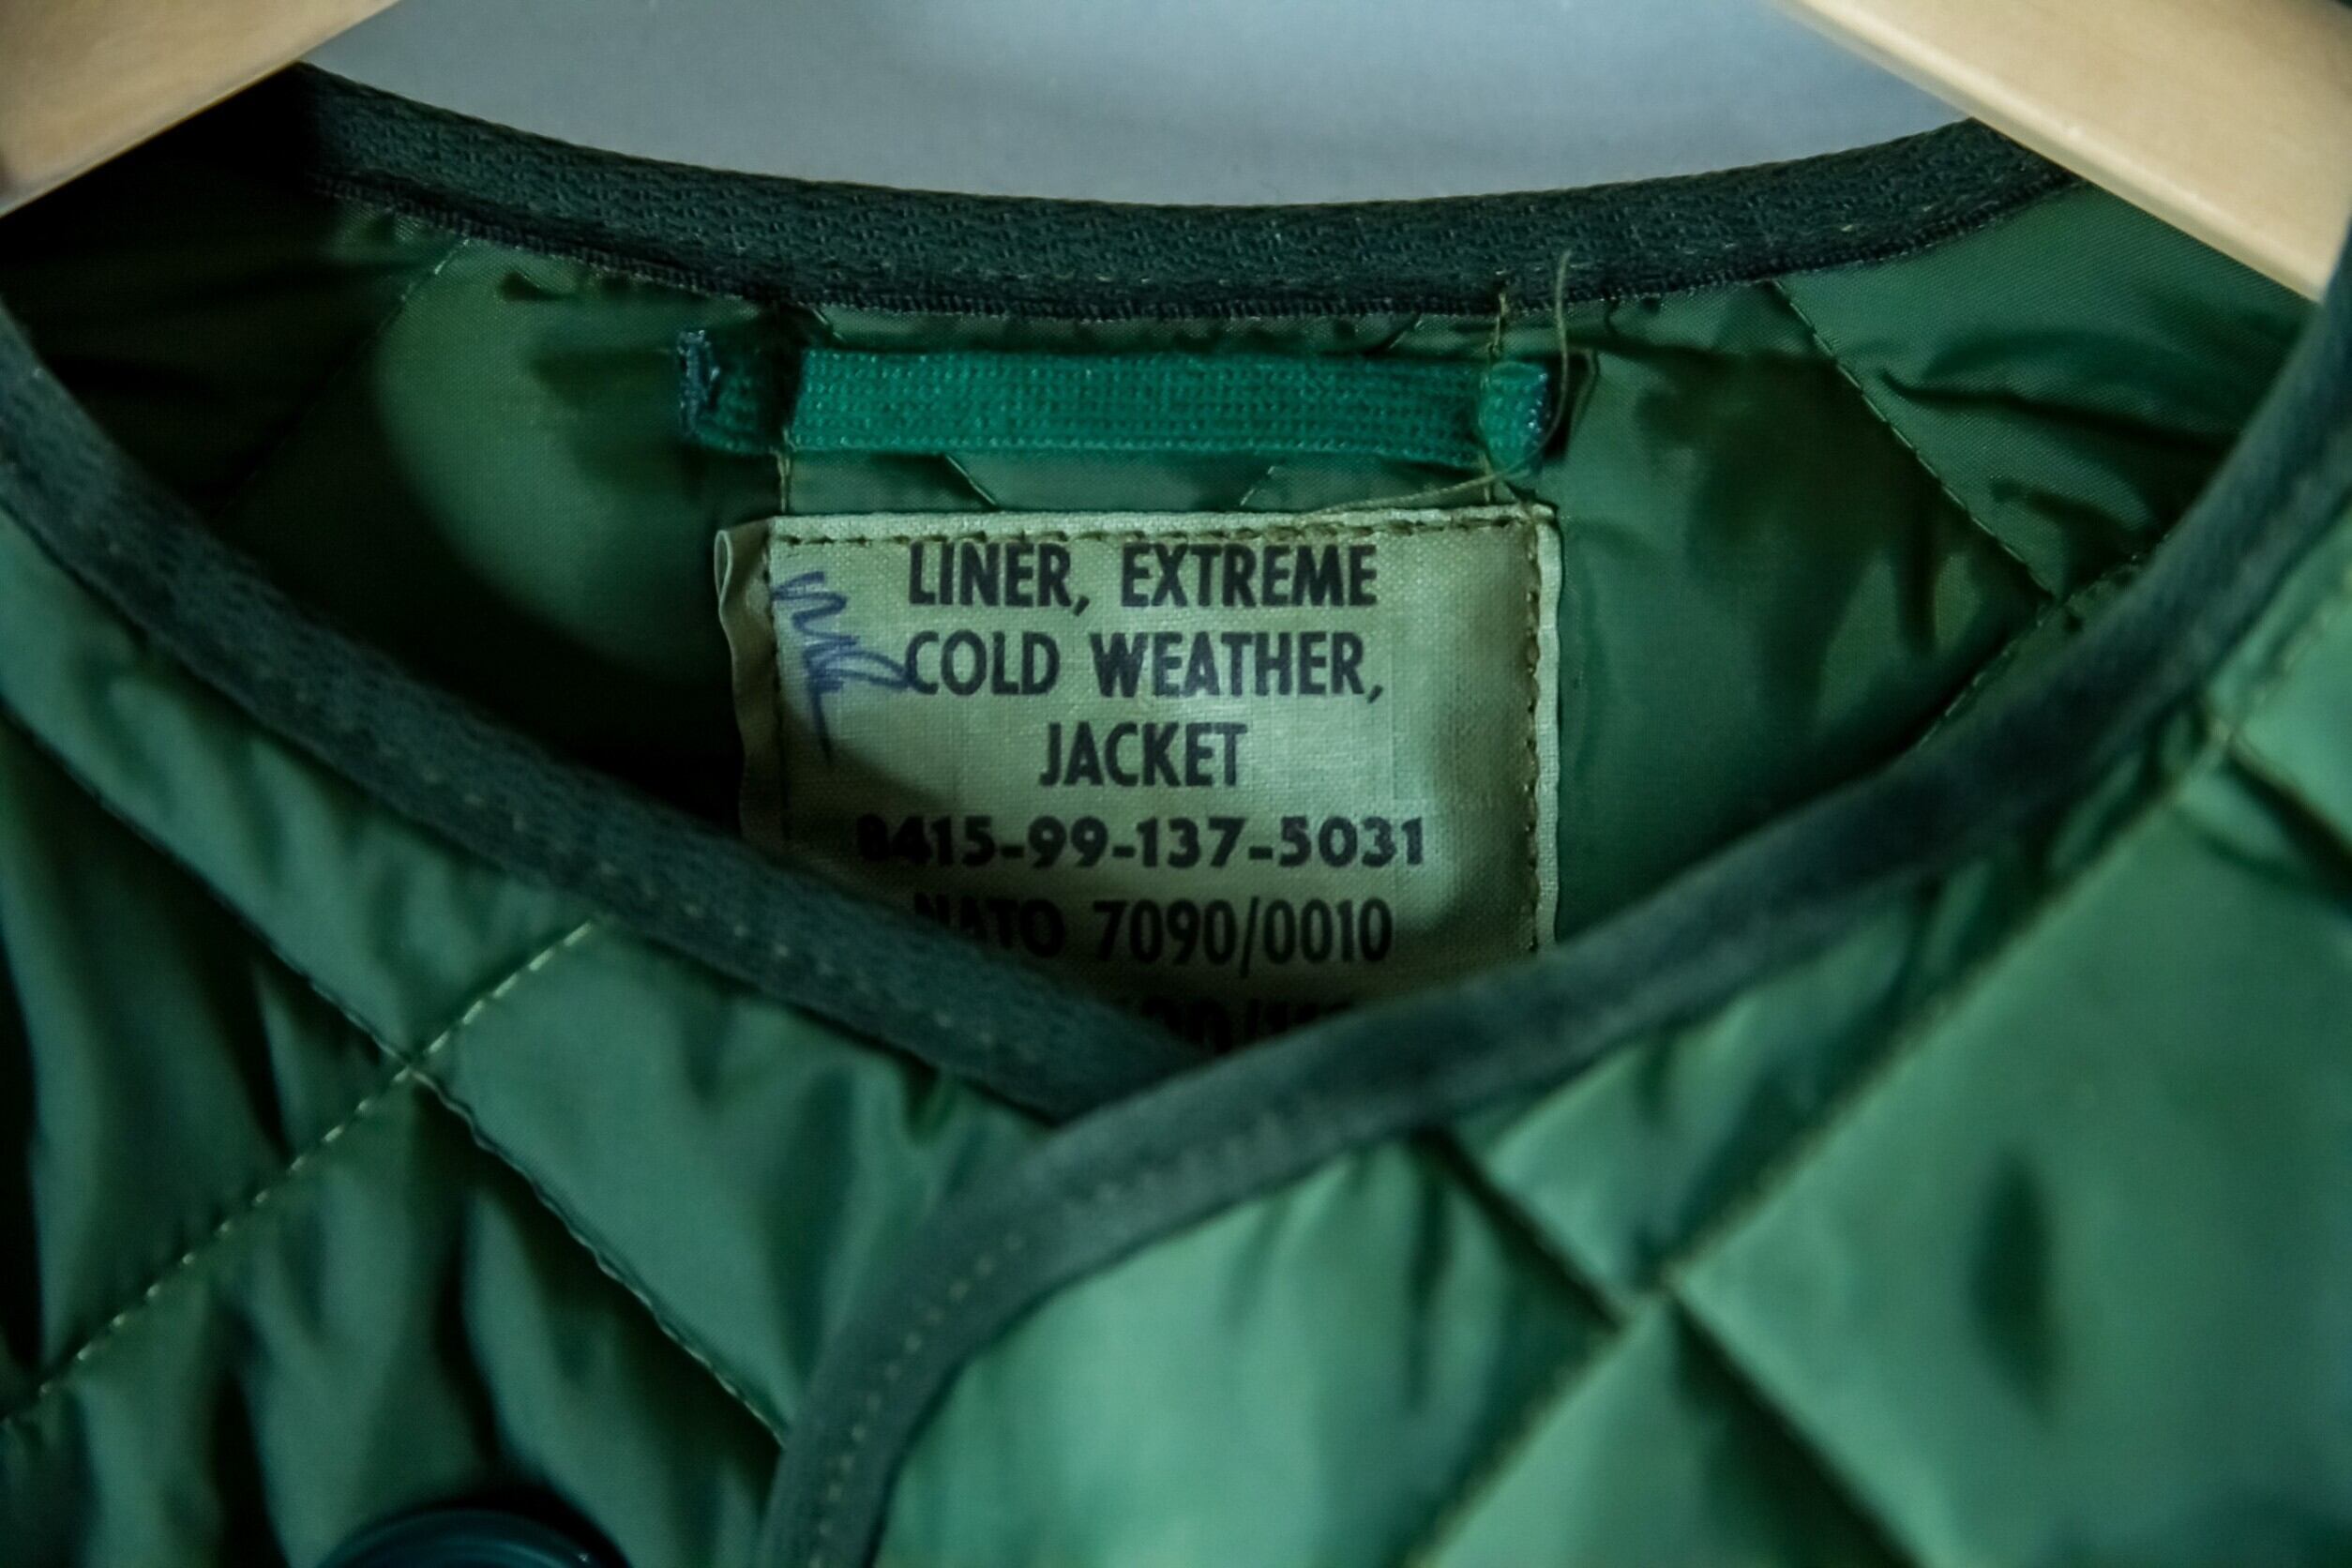 LINER, EXTREME
COLD WEATHER,
JACKET
8415-99-137-5031
NATO 7090/0010